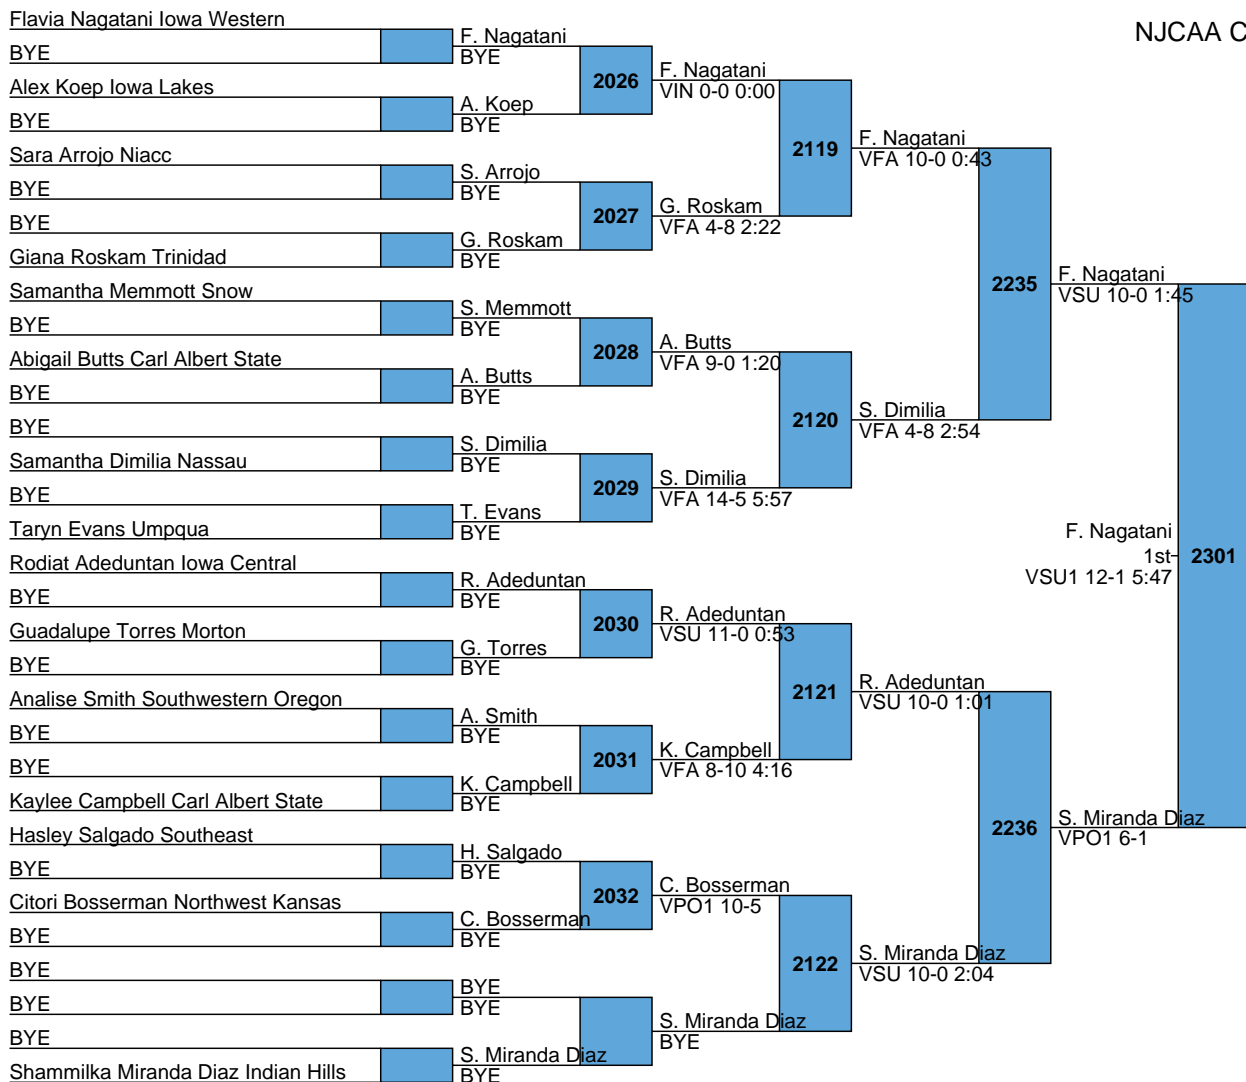 NJCAA C
Flavia Nagatani Iowa Western
BYE
Alex Koep Iowa Lakes
BYE
Sara Arrojo Niacc
BYE
BYE
Giana Roskam Trinidad
Samantha Memmott Snow
BYE
Abigail Butts Carl Albert State
BYE
BYE
Samantha Dimilia Nassau
BYE
Taryn Evans Umpqua
Rodiat Adeduntan Iowa Central
BYE
Guadalupe Torres Morton
BYE
Analise Smith Southwestern Oregon
BYE
BYE
Kaylee Campbell Carl Albert State
Hasley Salgado Southeast
BYE
Citori Bosserman Northwest Kansas
BYE
BYE
BYE
BYE
Shammilka Miranda Diaz Indian Hills
F. Nagatani
BYE
A. Koep
BYE
S. Arrojo
BYE
G. Roskam
BYE
S. Memmott
BYE
A. Butts
BYE
S. Dimilia
BYE
T. Evans
BYE
R. Adeduntan
BYE
G. Torres
BYE
A. Smith
BYE
K. Campbell
BYE
H. Salgado
BYE
C. Bosserman
BYE
BYE
BYE
S. Miranda Diaz
BYE
2026
2027
2028
2029
2030
2031
2032
F. Nagatani
VIN 0-0 0:00
G. Roskam
VFA 4-8 2:22
A. Butts
VFA 9-0 1:20
S. Dimilia
VFA 14-5 5:57
R. Adeduntan
VSU 11-0 0:53
K. Campbell
VFA 8-10 4:16
C. Bosserman
VPO1 10-5
S. Miranda Diaz
BYE
2119
2120
2121
2122
F. Nagatani
VFA 10-0 0:43
S. Dimilia
VFA 4-8 2:54
R. Adeduntan
VSU 10-0 1:01
S. Miranda Diaz
VSU 10-0 2:04
2235
2236
F. Nagatani
VSU 10-0 1:45
S. Miranda Diaz
VPO1 6-1
F. Nagatani
1st
VSU1 12-1 5:47
2301